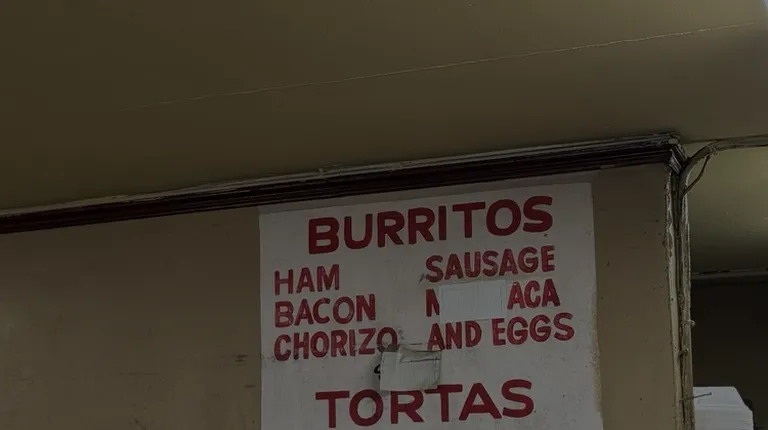 BURRITOS
HAM SAUSAGE
BACON
CHORIZO AND EGGS
TORTAS